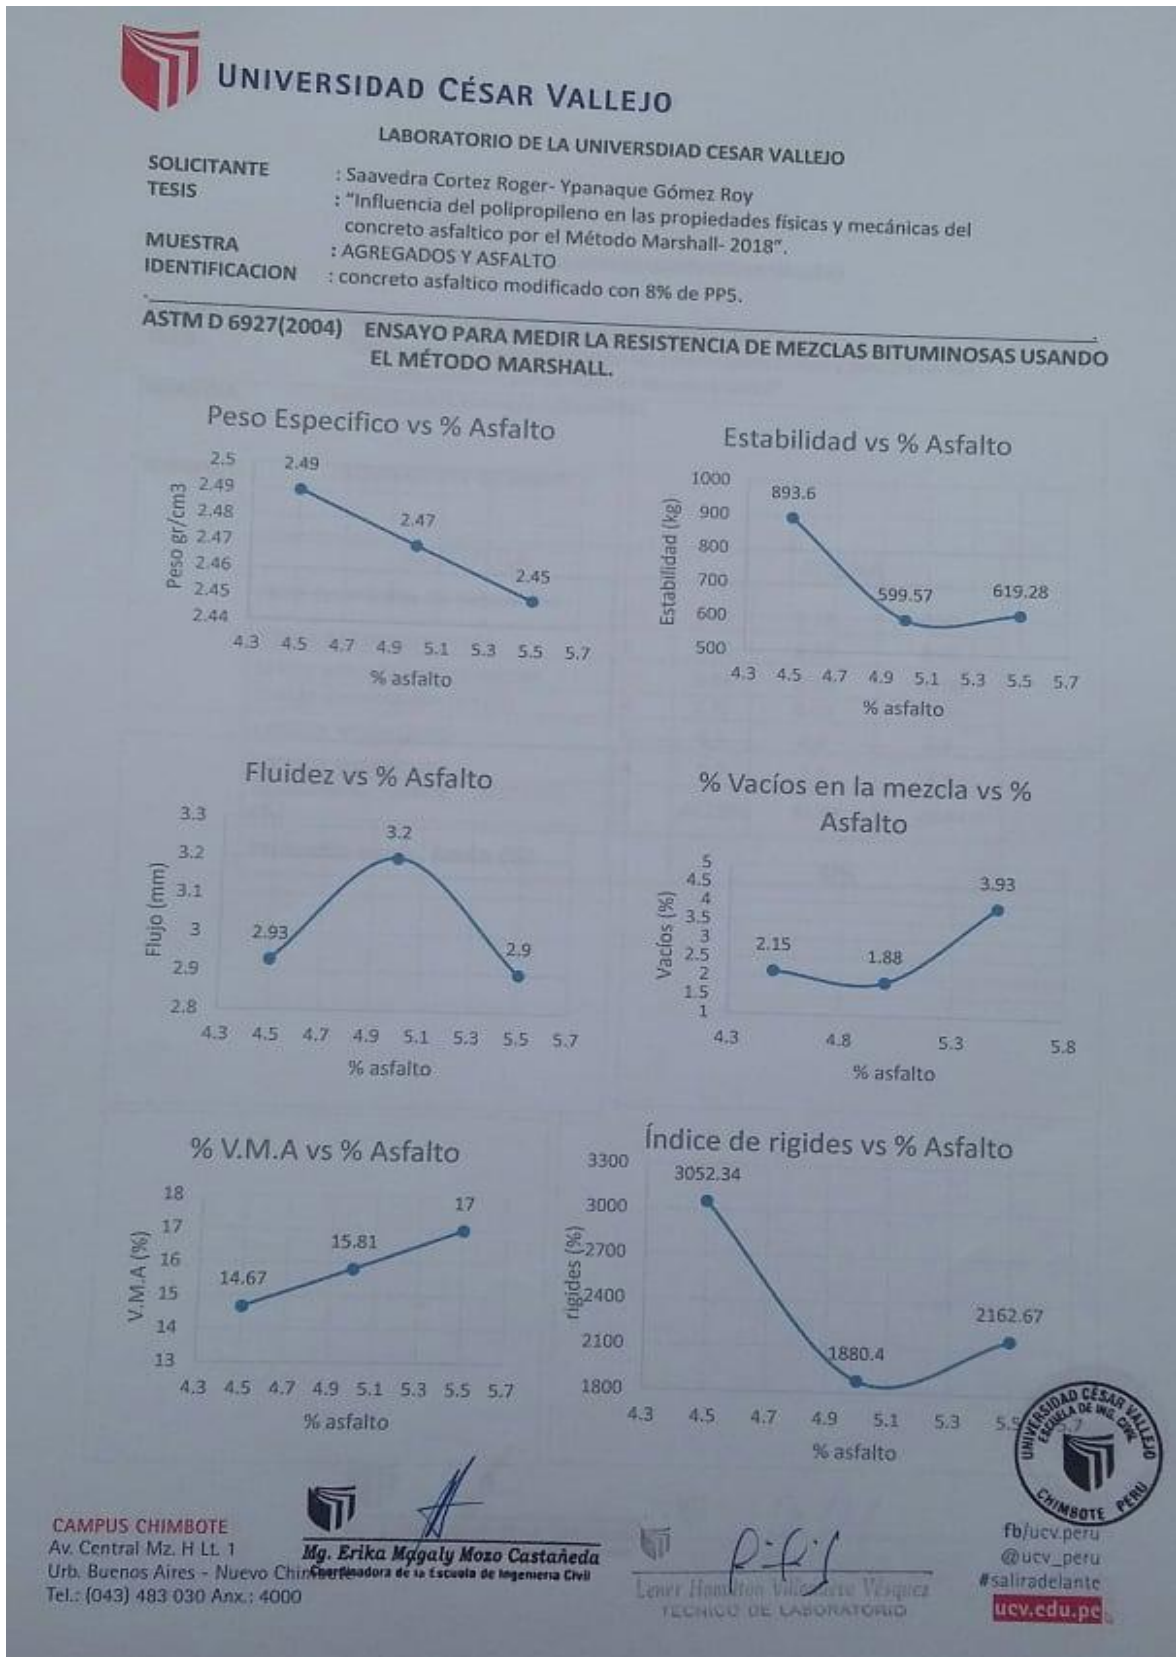 UNIVERSIDAD CÉSAR VALLEJO
LABORATORIO DE LA UNIVERSDIAD CESAR VALLEJO
SOLICITANTE : Saavedra Cortez Roger- Ypanaque Gómez Roy
TESIS : "Influencia del polipropileno en las propiedades físicas y mecánicas del
concreto asfaltico por el Método Marshall- 2018".
MUESTRA : AGREGADOS Y ASFALTO
IDENTIFICACION : concreto asfaltico modificado con 8% de PP5.
ASTM D 6927(2004) ENSAYO PARA MEDIR LA RESISTENCIA DE MEZCLAS BITUMINOSAS USANDO
EL MÉTODO MARSHALL.
Peso Especifico vs % Asfalto
Peso gr/cm3
2.5
2.49
2.48
2.47
2.46
2.45
2.44
2.49
2.47
2.45
4.3 4.5 4.7 4.9 5.1 5.3 5.5 5.7
% asfalto
Estabilidad vs % Asfalto
Estabilidad (kg)
1000
900
800
700
600
500
893.6
599.57
619.28
4.3 4.5 4.7 4.9 5.1 5.3 5.5 5.7
% asfalto
Fluidez vs % Asfalto
Flujo (mm)
3.3
3.2
3.1
3
2.9
2.8
2.93
3.2
2.9
4.3 4.5 4.7 4.9 5.1 5.3 5.5 5.7
% asfalto
% Vacíos en la mezcla vs %
Asfalto
Vacíos (%)
5
4.5
4
3.5
3
2.5
2
1.5
1
2.15
1.88
3.93
4.3 4.8 5.3 5.8
% asfalto
% V.M.A vs % Asfalto
V.M.A (%)
18
17
16
15
14
13
14.67
15.81
17
4.3 4.5 4.7 4.9 5.1 5.3 5.5 5.7
% asfalto
Índice de rigides vs % Asfalto
rigides (%)
3300
3000
2700
2400
2100
1800
3052.34
1880.4
2162.67
4.3 4.5 4.7 4.9 5.1 5.3 5.5 5.7
% asfalto
UNIVERSIDAD CÉSAR VALLEJO
ESCUELA DE ING. CIVIL
CHIMBOTE PERU
CAMPUS CHIMBOTE
Av. Central Mz. H Lt. 1
Urb. Buenos Aires - Nuevo Chimbote
Tel.: (043) 483 030 Anx.: 4000
Mg. Erika Magaly Mozo Castañeda
Coordinadora de la Escuela de Ingeniería Civil
Lener Villanueva Vásquez
TECNICO DE LABORATORIO
fb/ucv.peru
@ucv_peru
#saliradelante
ucv.edu.pe